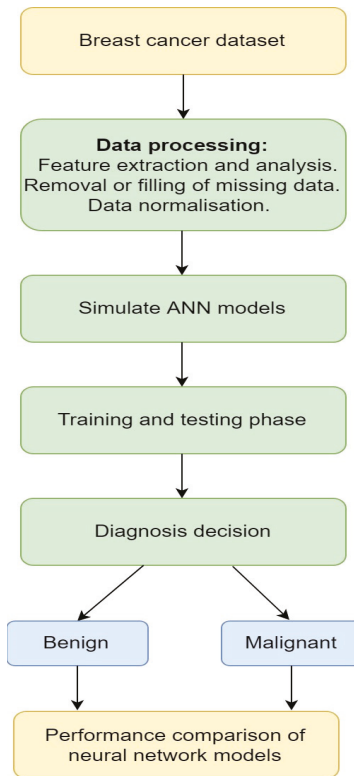 Breast cancer dataset
Data processing:
Feature extraction and analysis.
Removal or filling of missing data.
Data normalisation.
Simulate ANN models
Training and testing phase
Diagnosis decision
Benign
Malignant
Performance comparison of
neural network models